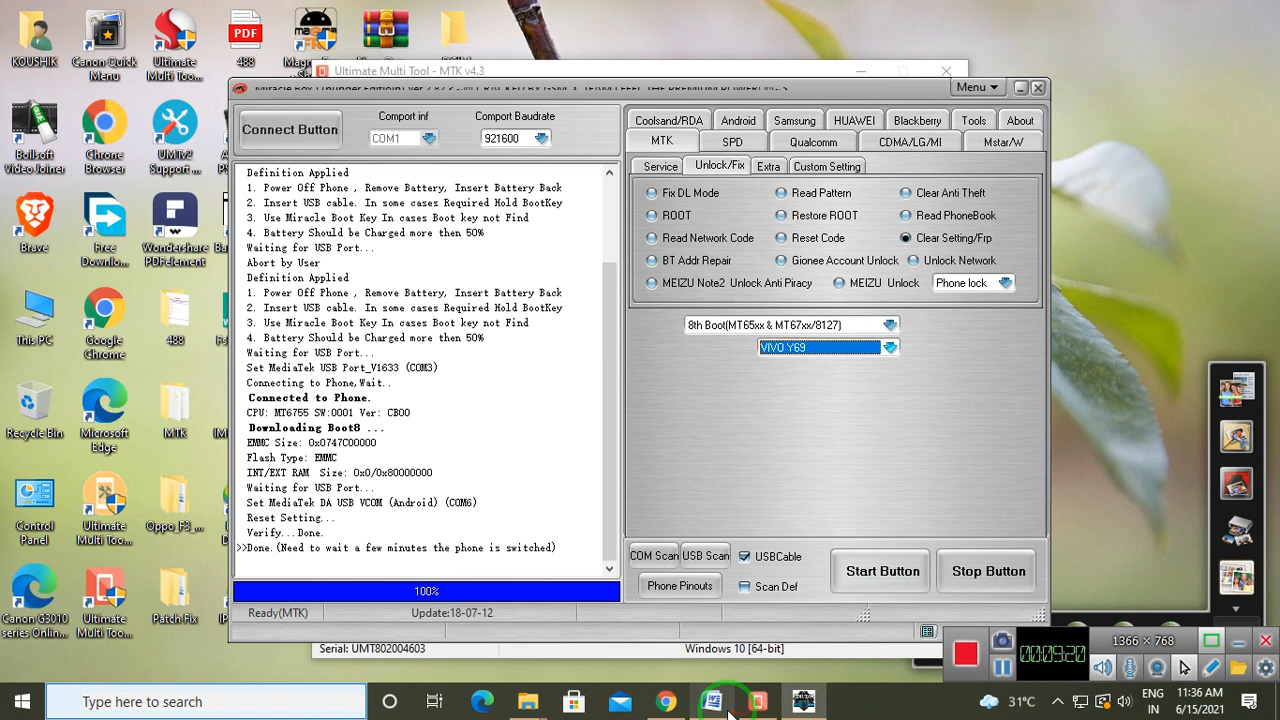 KOUSHIK
Canon Quick
Menu
Ultimate
Multi Too...
PDF
488
Boilsoft
Video Joiner
Chrome
Browser
UMTv2
Support ...
Brave
Free
Downlo...
Wondershare
PDFelement
This PC
Google
Chrome
488
Recycle Bin
Microsoft
Edge
MTK
Control
Panel
Ultimate
Multi Too...
Oppo_F3_...
Canon G3010
series Onlin...
Ultimate
Multi Too...
Patch Fix
Ultimate Multi Tool - MTK v4.3
Menu
Connect Button
Comport inf
COM1
Comport Baudrate
921600
Definition Applied
1. Power Off Phone , Remove Battery, Insert Battery Back
2. Insert USB cable. In some cases Required Hold BootKey
3. Use Miracle Boot Key In cases Boot key not Find
4. Battery Should be Charged more then 50%
Waiting for USB Port...
Abort by User
Definition Applied
1. Power Off Phone , Remove Battery, Insert Battery Back
2. Insert USB cable. In some cases Required Hold BootKey
3. Use Miracle Boot Key In cases Boot key not Find
4. Battery Should be Charged more then 50%
Waiting for USB Port...
Set MediaTek USB Port_V1633 (COM3)
Connecting to Phone,Wait..
Connected to Phone.
CPU: MT6755 SW:0001 Ver: CB00
Downloading Boot8 ...
EMMC Size: 0x0747C00000
Flash Type: EMMC
INT/EXT RAM  Size: 0x0/0x80000000
Waiting for USB Port...
Set MediaTek DA USB VCOM (Android) (COM6)
Reset Setting...
Verify...Done.
>>Done.(Need to wait a few minutes the phone is switched)
100%
Ready(MTK)
Update:18-07-12
Coolsand/RDA Android Samsung HUAWEI Blackberry Tools About
MTK SPD Qualcomm CDMA/LG/MI Mstar/W
Service Unlock/Fix Extra Custom Setting
Fix DL Mode Read Pattern Clear Anti Theft
ROOT Restore ROOT Read PhoneBook
Read Network Code Reset Code Clear Setting/Frp
BT Addr Repair Gionee Account Unlock Unlock Network
MEIZU Note2 Unlock Anti Piracy MEIZU Unlock Phone lock
8th Boot(MT65xx & MT67xx/8127)
VIVO Y69
COM Scan USB Scan USBCable
Phone Pinouts Scan Def
Start Button Stop Button
Serial: UMT802004603
Windows 10 [64-bit]
1366 × 768
00:09:20
Type here to search
31°C
ENG
IN
11:36 AM
6/15/2021